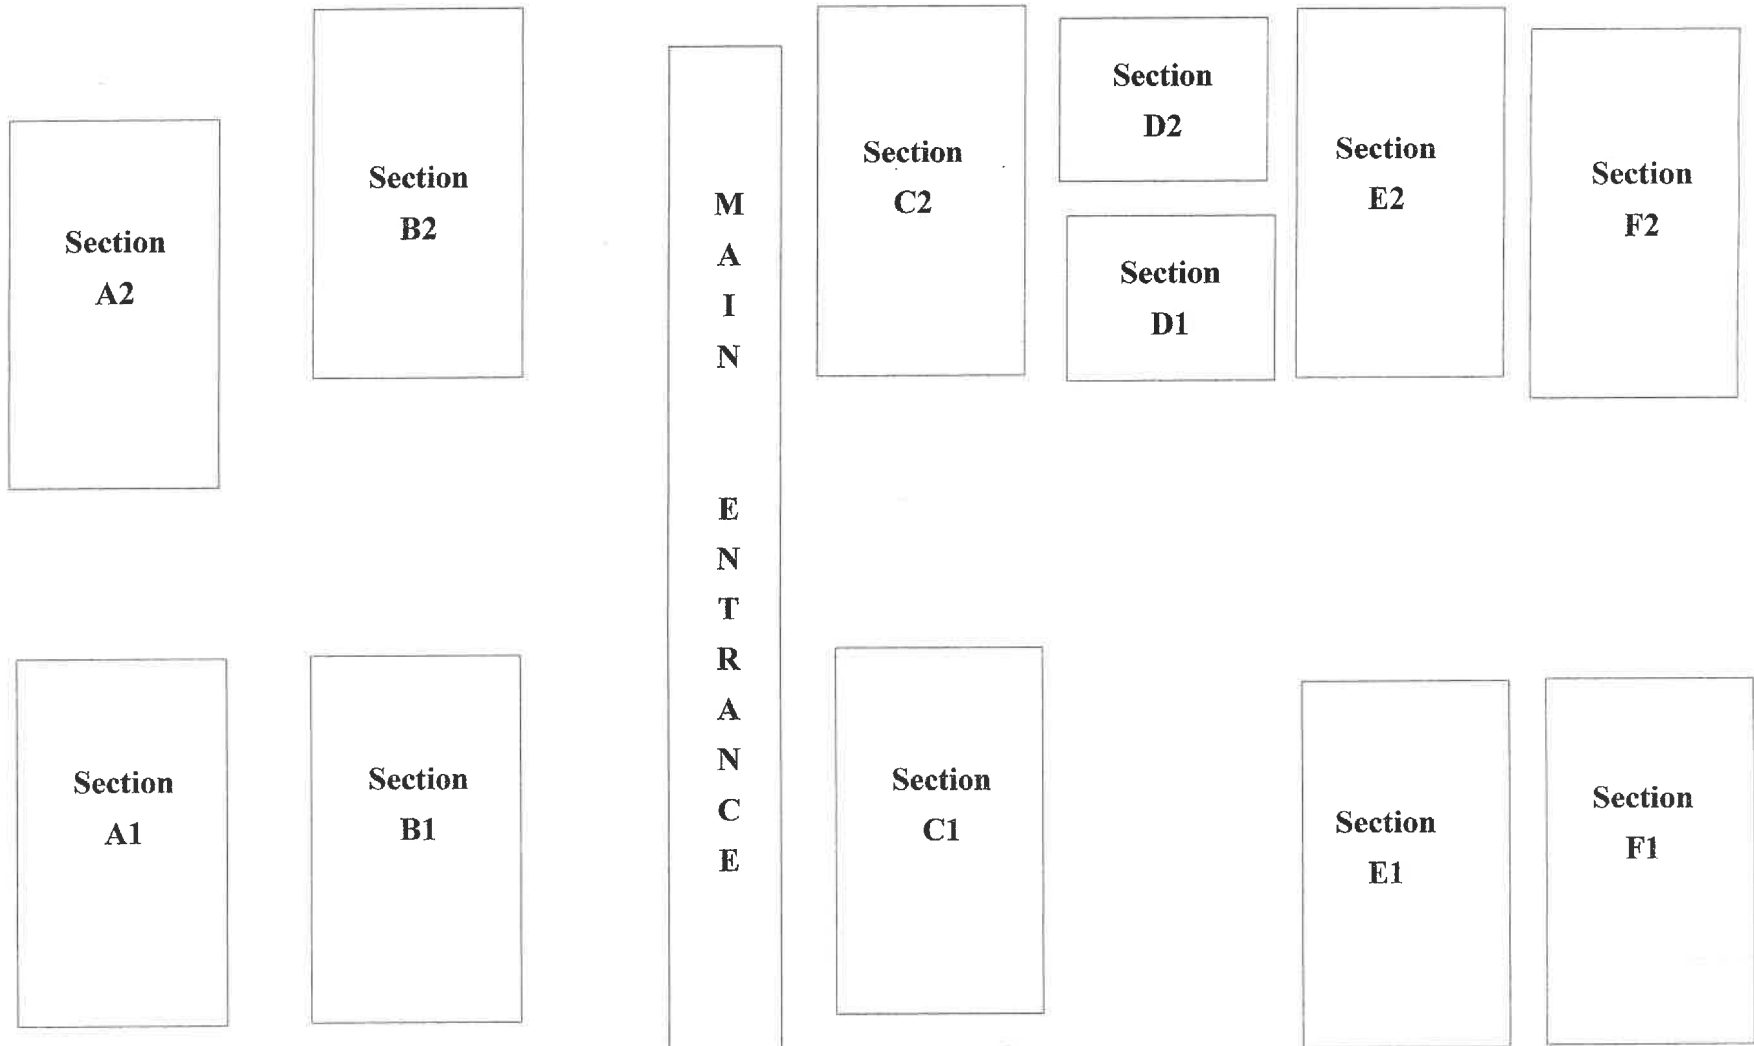 Section
A2
Section
B2
M
A
I
N
E
N
T
R
A
N
C
E
Section
C2
Section
D2
Section
D1
Section
E2
Section
F2
Section
A1
Section
B1
Section
C1
Section
E1
Section
F1